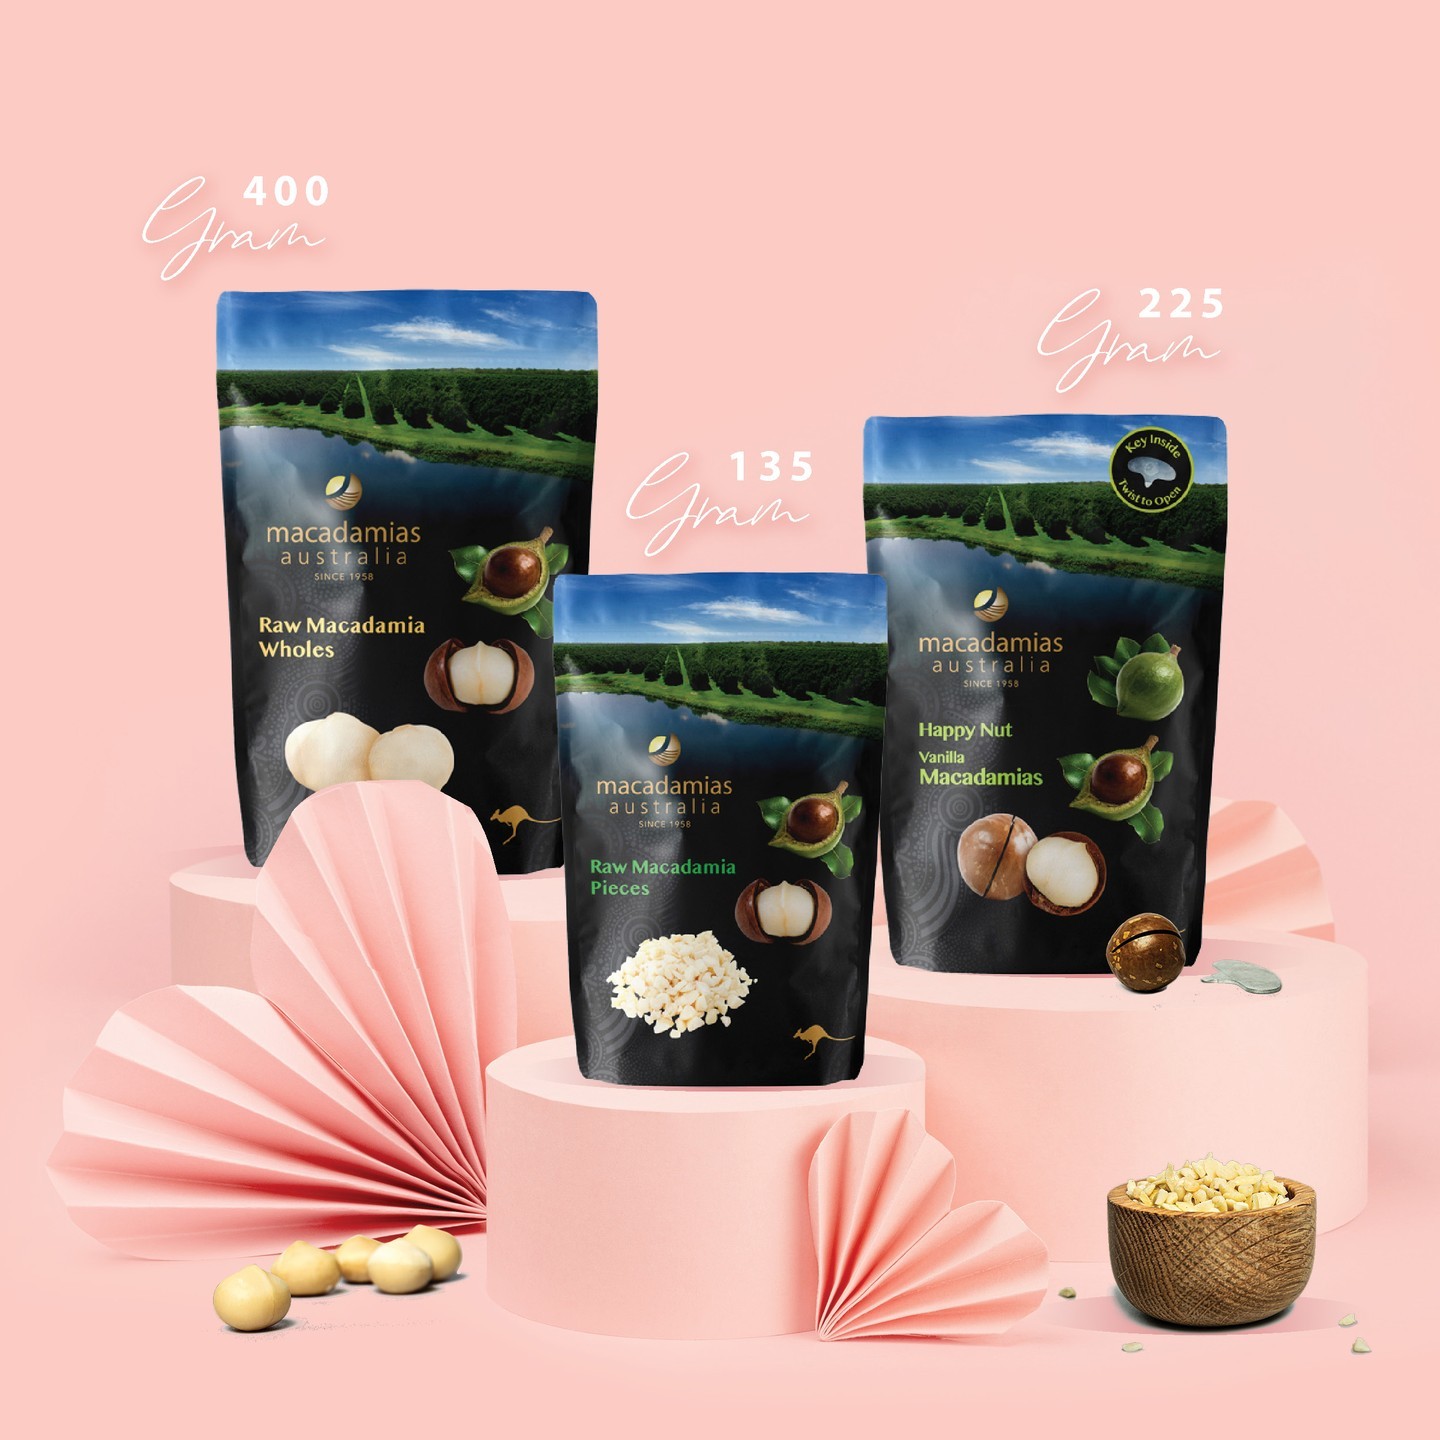 400
Gram
macadamias
australia
SINCE 1958
Raw Macadamia
Wholes
135
Gram
macadamias
australia
SINCE 1958
Raw Macadamia
Pieces
225
Gram
Key Inside
Twist to Open
macadamias
australia
SINCE 1958
Happy Nut
Vanilla
Macadamias